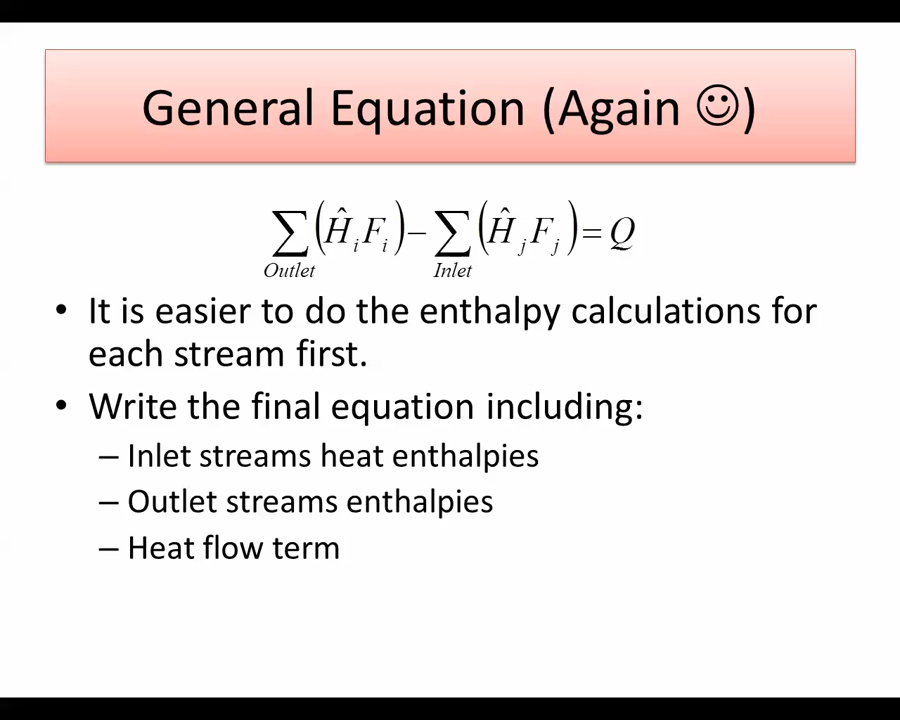 General Equation (Again ☺)
∑_{Outlet} (Ĥ_i F_i) − ∑_{Inlet} (Ĥ_j F_j) = Q
• It is easier to do the enthalpy calculations for
each stream first.
• Write the final equation including:
– Inlet streams heat enthalpies
– Outlet streams enthalpies
– Heat flow term